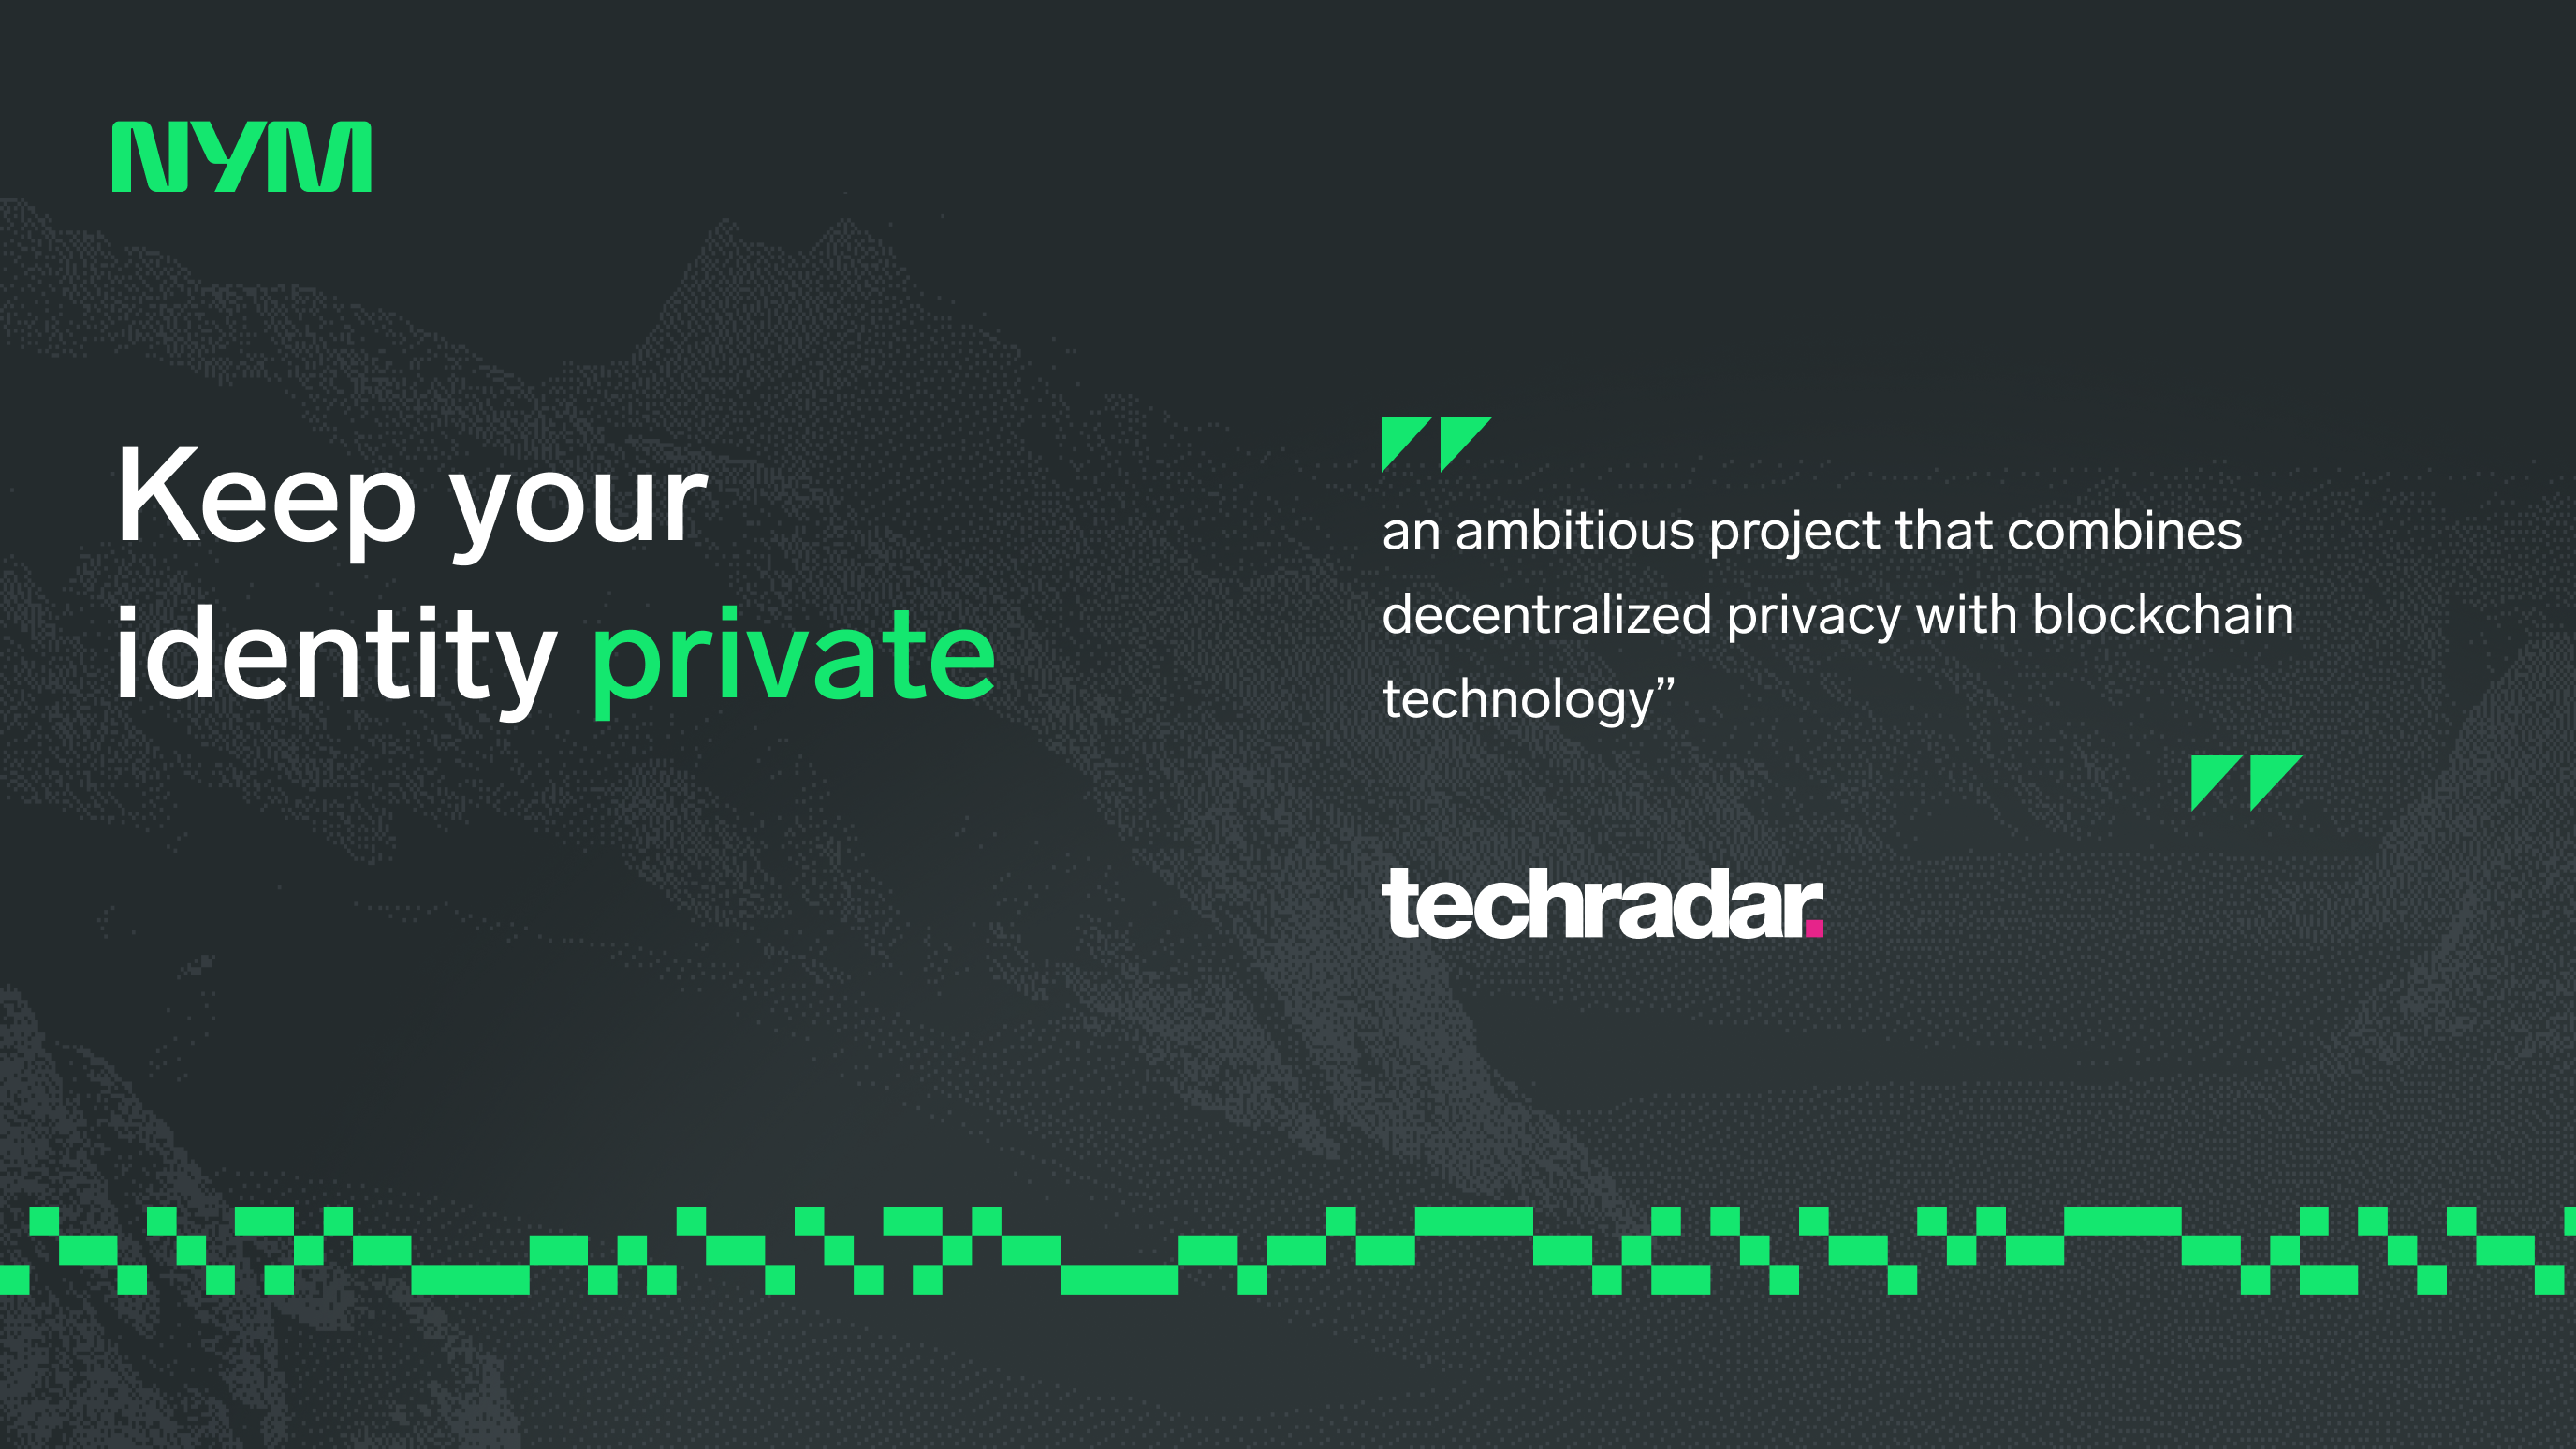 NYM
Keep your
identity private
an ambitious project that combines
decentralized privacy with blockchain
technology”
techradar.